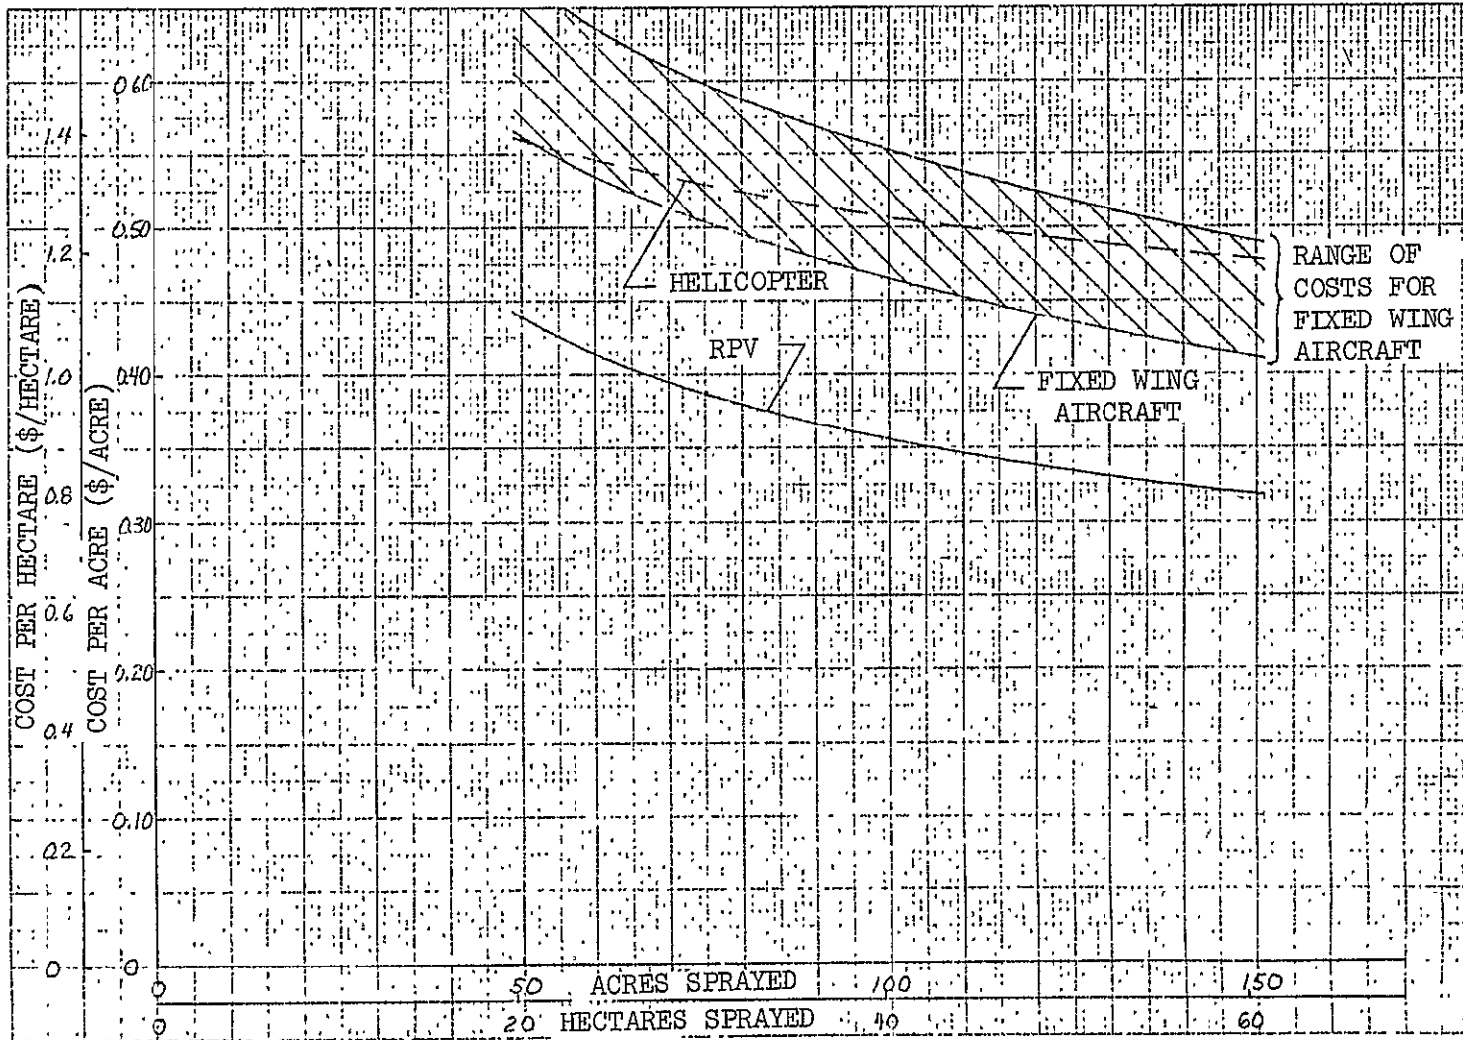 COST PER HECTARE ($/HECTARE)
COST PER ACRE ($/ACRE)
1.4
1.2
1.0
0.8
0.6
0.4
0.2
0
0.60
0.50
0.40
0.30
0.20
0.10
0
HELICOPTER
RPV
FIXED WING
AIRCRAFT
RANGE OF
COSTS FOR
FIXED WING
AIRCRAFT
0 50 ACRES SPRAYED 100 150
0 20 HECTARES SPRAYED 40 60